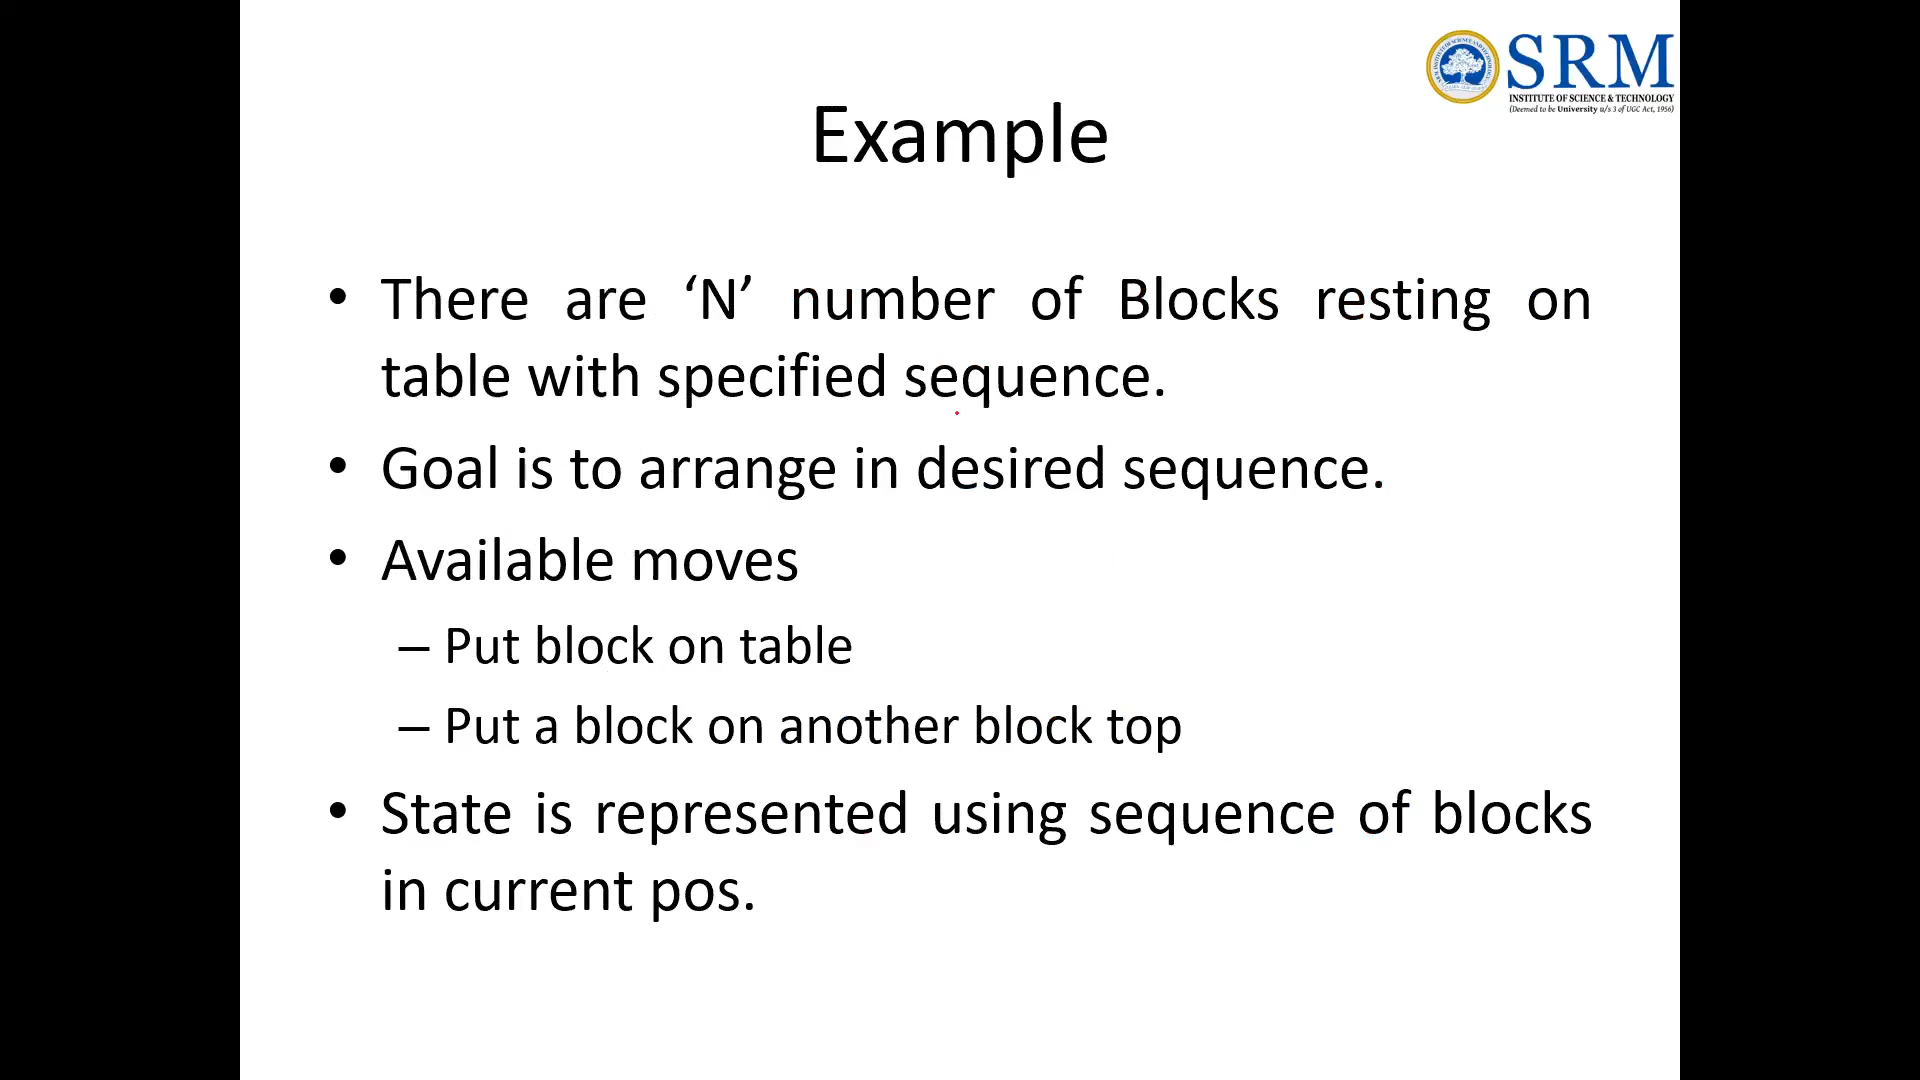 SRM
INSTITUTE OF SCIENCE & TECHNOLOGY
(Deemed to be University u/s 3 of UGC Act, 1956)
Example
• There are ‘N’ number of Blocks resting on
table with specified sequence.
• Goal is to arrange in desired sequence.
• Available moves
– Put block on table
– Put a block on another block top
• State is represented using sequence of blocks
in current pos.